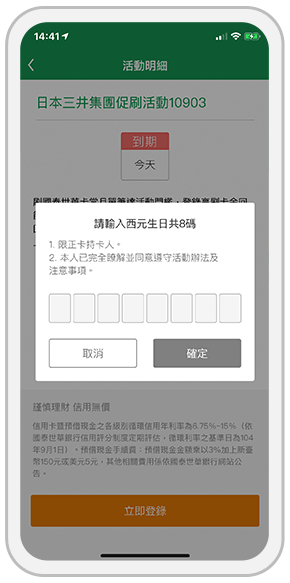 14:41
活動明細
日本三井集團促刷活動10903
到期
今天
請輸入西元生日共8碼
1. 限正卡持卡人。
2. 本人已完全瞭解並同意遵守活動辦法及
注意事項。
取消
確定
謹慎理財 信用無價
信用卡暨預借現金之各級別循環信用年利率為6.75%~15%（依
國泰世華銀行信用評分制度定期評估，循環利率之基準日為104
年9月1日），預借現金手續費：預借現金金額乘以3%加上新臺
幣150元或美元5元，其他相關費用係依國泰世華銀行網站公
告。
立即登錄